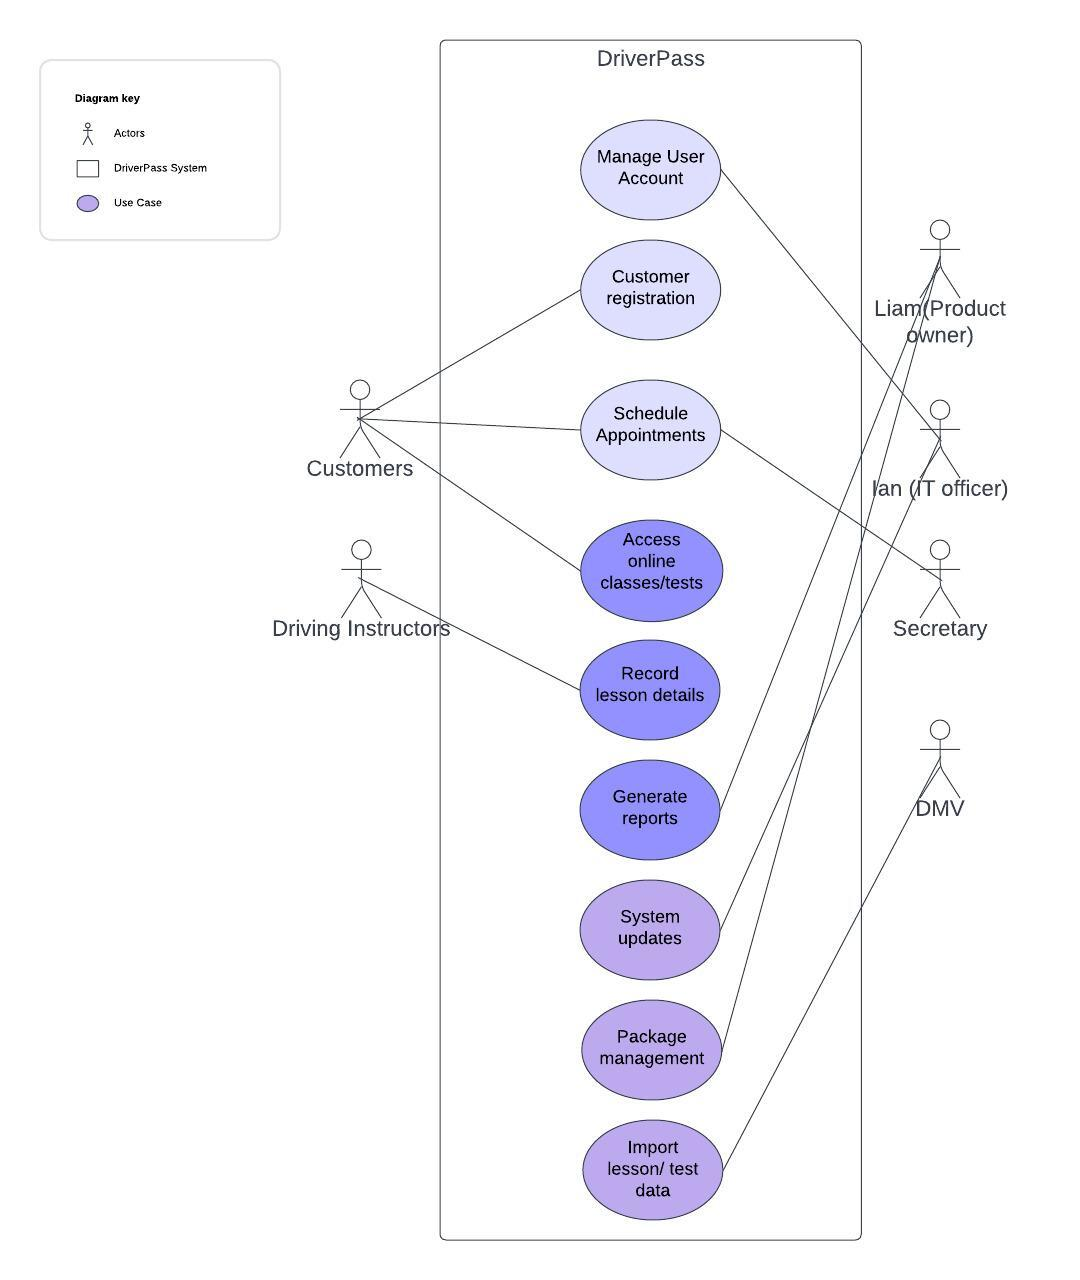 DriverPass
Diagram key
Actors
DriverPass System
Use Case
Manage User
Account
Customer
registration
Liam(Product
owner)
Schedule
Appointments
Customers
Ian (IT officer)
Access
online
classes/tests
Driving Instructors
Secretary
Record
lesson details
Generate
reports
DMV
System
updates
Package
management
Import
lesson/ test
data